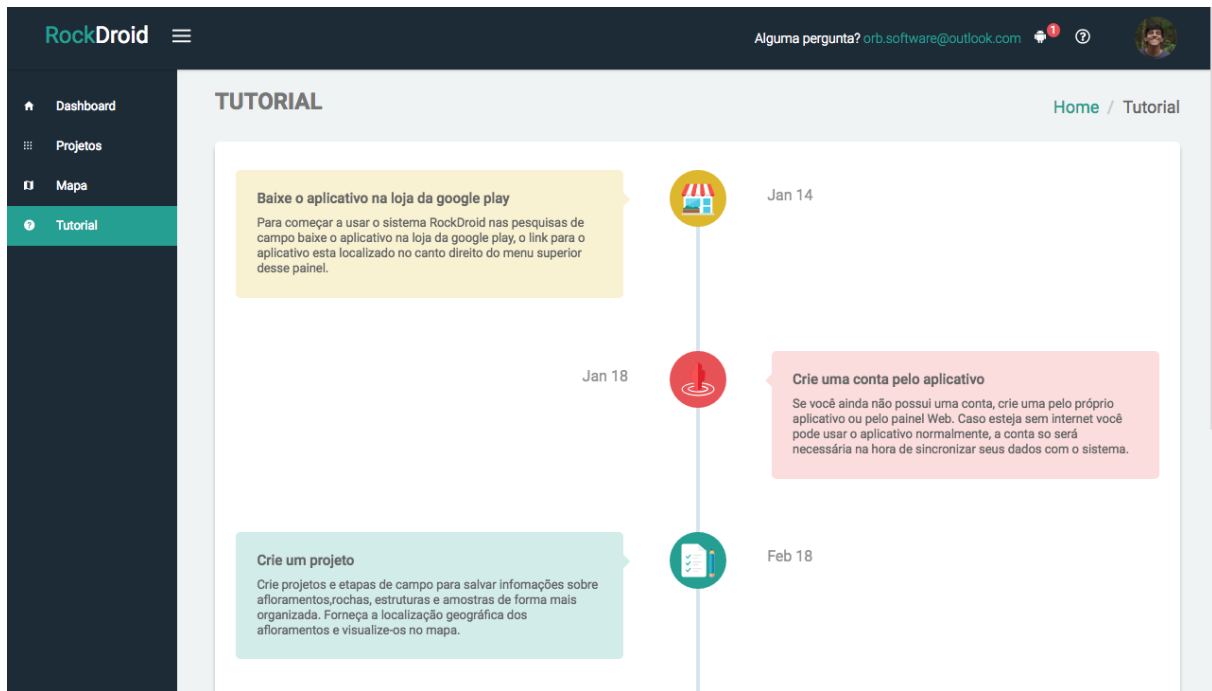 RockDroid
Alguma pergunta? orb.software@outlook.com
1
Dashboard
Projetos
Mapa
Tutorial
TUTORIAL
Home / Tutorial
Baixe o aplicativo na loja da google play
Para começar a usar o sistema RockDroid nas pesquisas de
campo baixe o aplicativo na loja da google play, o link para o
aplicativo esta localizado no canto direito do menu superior
desse painel.
Jan 14
Jan 18
Crie uma conta pelo aplicativo
Se você ainda não possui uma conta, crie uma pelo próprio
aplicativo ou pelo painel Web. Caso esteja sem internet você
pode usar o aplicativo normalmente, a conta so será
necessária na hora de sincronizar seus dados com o sistema.
Crie um projeto
Crie projetos e etapas de campo para salvar infomações sobre
afloramentos,rochas, estruturas e amostras de forma mais
organizada. Forneça a localização geográfica dos
afloramentos e visualize-os no mapa.
Feb 18